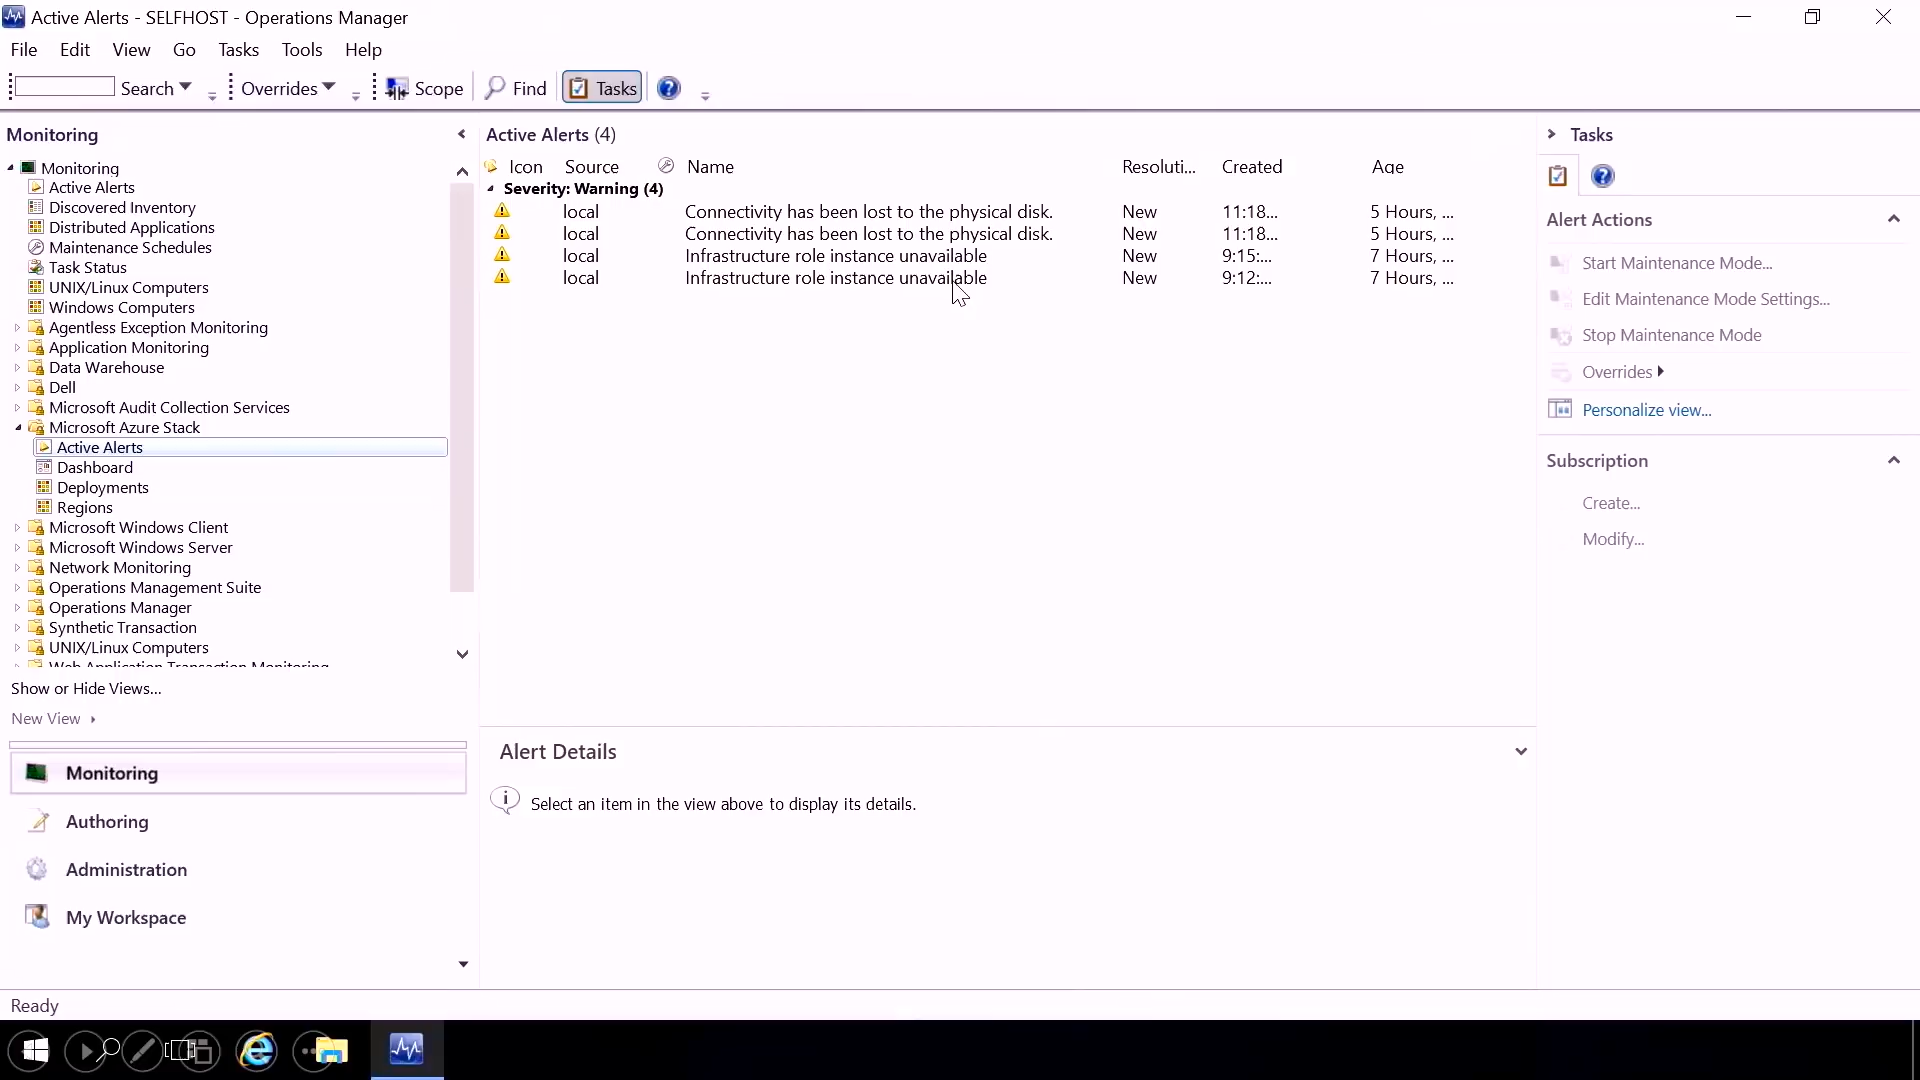 Active Alerts - SELFHOST - Operations Manager
File Edit View Go Tasks Tools Help
Search Overrides Scope Find Tasks
Monitoring
Monitoring
Active Alerts
Discovered Inventory
Distributed Applications
Maintenance Schedules
Task Status
UNIX/Linux Computers
Windows Computers
Agentless Exception Monitoring
Application Monitoring
Data Warehouse
Dell
Microsoft Audit Collection Services
Microsoft Azure Stack
Active Alerts
Dashboard
Deployments
Regions
Microsoft Windows Client
Microsoft Windows Server
Network Monitoring
Operations Management Suite
Operations Manager
Synthetic Transaction
UNIX/Linux Computers
Web Application Transaction Monitoring
Show or Hide Views...
New View
Monitoring
Authoring
Administration
My Workspace
Active Alerts (4)
Icon Source Name Resoluti... Created Age
Severity: Warning (4)
local Connectivity has been lost to the physical disk. New 11:18... 5 Hours, ...
local Connectivity has been lost to the physical disk. New 11:18... 5 Hours, ...
local Infrastructure role instance unavailable New 9:15:... 7 Hours, ...
local Infrastructure role instance unavailable New 9:12:... 7 Hours, ...
Alert Details
Select an item in the view above to display its details.
Tasks
Alert Actions
Start Maintenance Mode...
Edit Maintenance Mode Settings...
Stop Maintenance Mode
Overrides
Personalize view...
Subscription
Create...
Modify...
Ready